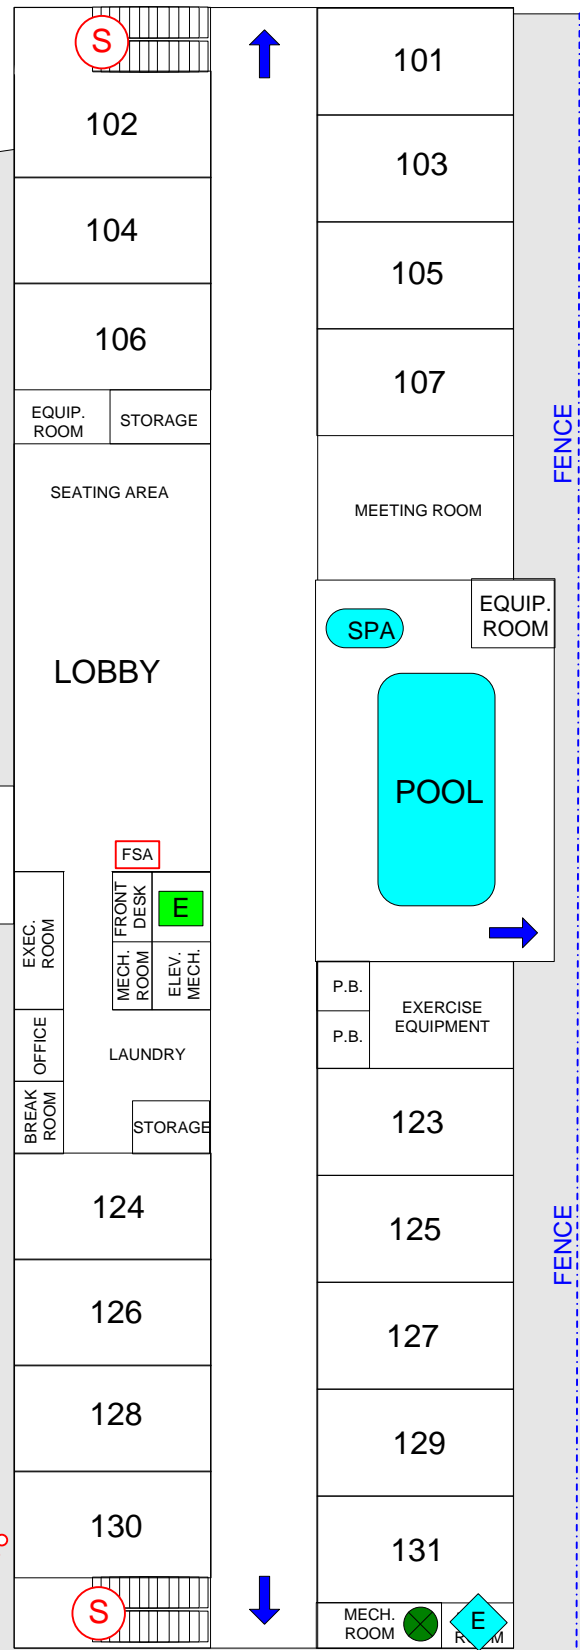 S
101
102
103
104
105
106
107
EQUIP.
ROOM
STORAGE
FENCE
SEATING AREA
MEETING ROOM
EQUIP.
ROOM
SPA
LOBBY
POOL
FSA
FRONT
DESK
E
EXEC.
ROOM
MECH.
ROOM
ELEV.
MECH.
P.B.
P.B.
EXERCISE
EQUIPMENT
OFFICE
LAUNDRY
BREAK
ROOM
STORAGE
123
124
125
FENCE
126
127
128
129
130
131
S
MECH.
ROOM
E
ROOM